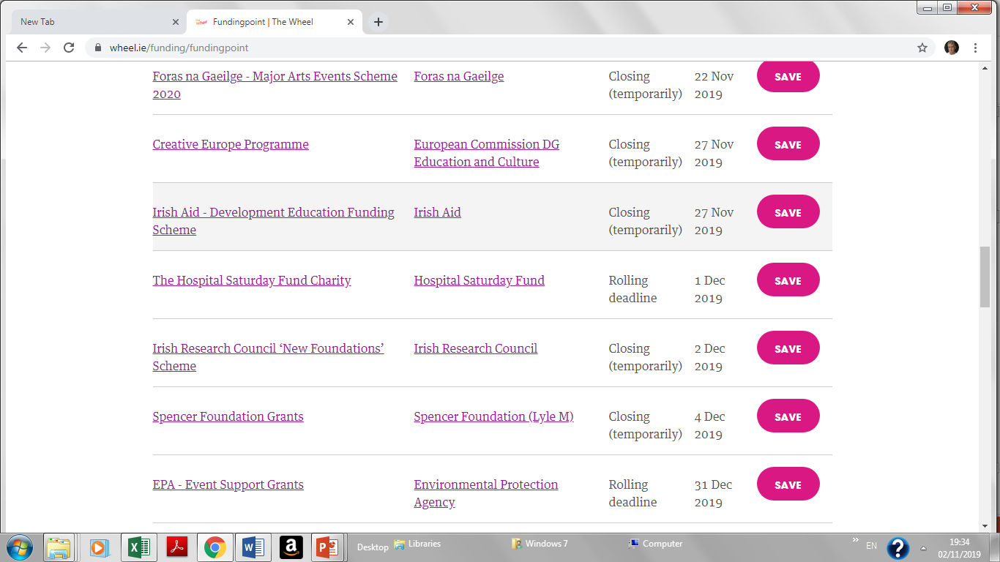 New Tab
The Wheel Fundingpoint | The Wheel
wheel.ie/funding/fundingpoint
Foras na Gaeilge - Major Arts Events Scheme
2020
Foras na Gaeilge
Closing
(temporarily)
22 Nov
2019
SAVE
Creative Europe Programme
European Commission DG
Education and Culture
Closing
(temporarily)
27 Nov
2019
SAVE
Irish Aid - Development Education Funding
Scheme
Irish Aid
Closing
(temporarily)
27 Nov
2019
SAVE
The Hospital Saturday Fund Charity
Hospital Saturday Fund
Rolling
deadline
1 Dec
2019
SAVE
Irish Research Council ‘New Foundations’
Scheme
Irish Research Council
Closing
(temporarily)
2 Dec
2019
SAVE
Spencer Foundation Grants
Spencer Foundation (Lyle M)
Closing
(temporarily)
4 Dec
2019
SAVE
EPA - Event Support Grants
Environmental Protection
Agency
Rolling
deadline
31 Dec
2019
SAVE
Desktop
Libraries
Windows 7
Computer
EN
19:34
02/11/2019